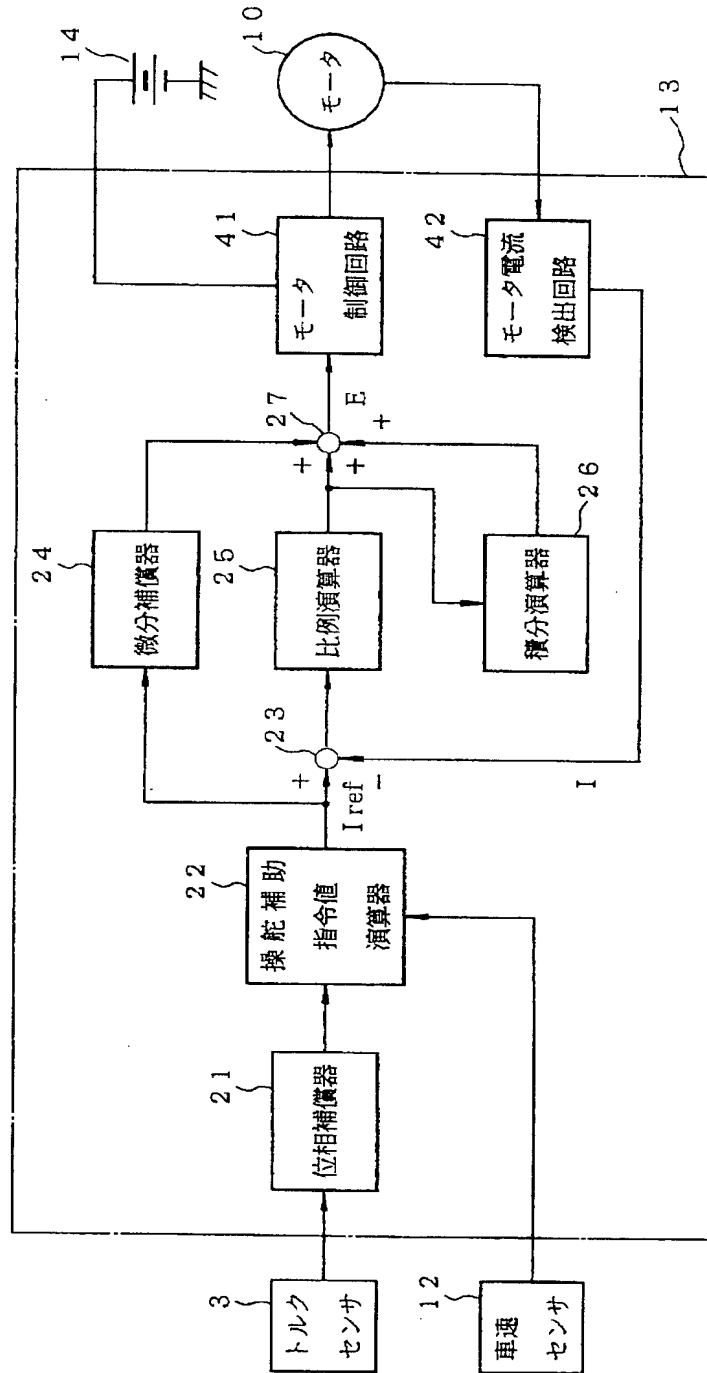 3
トルク
センサ
12
車速
センサ
21
位相補償器
22
操舵補助
指令値
演算器
Iref
+
-
23
24
微分補償器
25
比例演算器
26
積分演算器
27
+
+
+
E
I
41
モータ
制御回路
42
モータ電流
検出回路
14
10
モータ
13